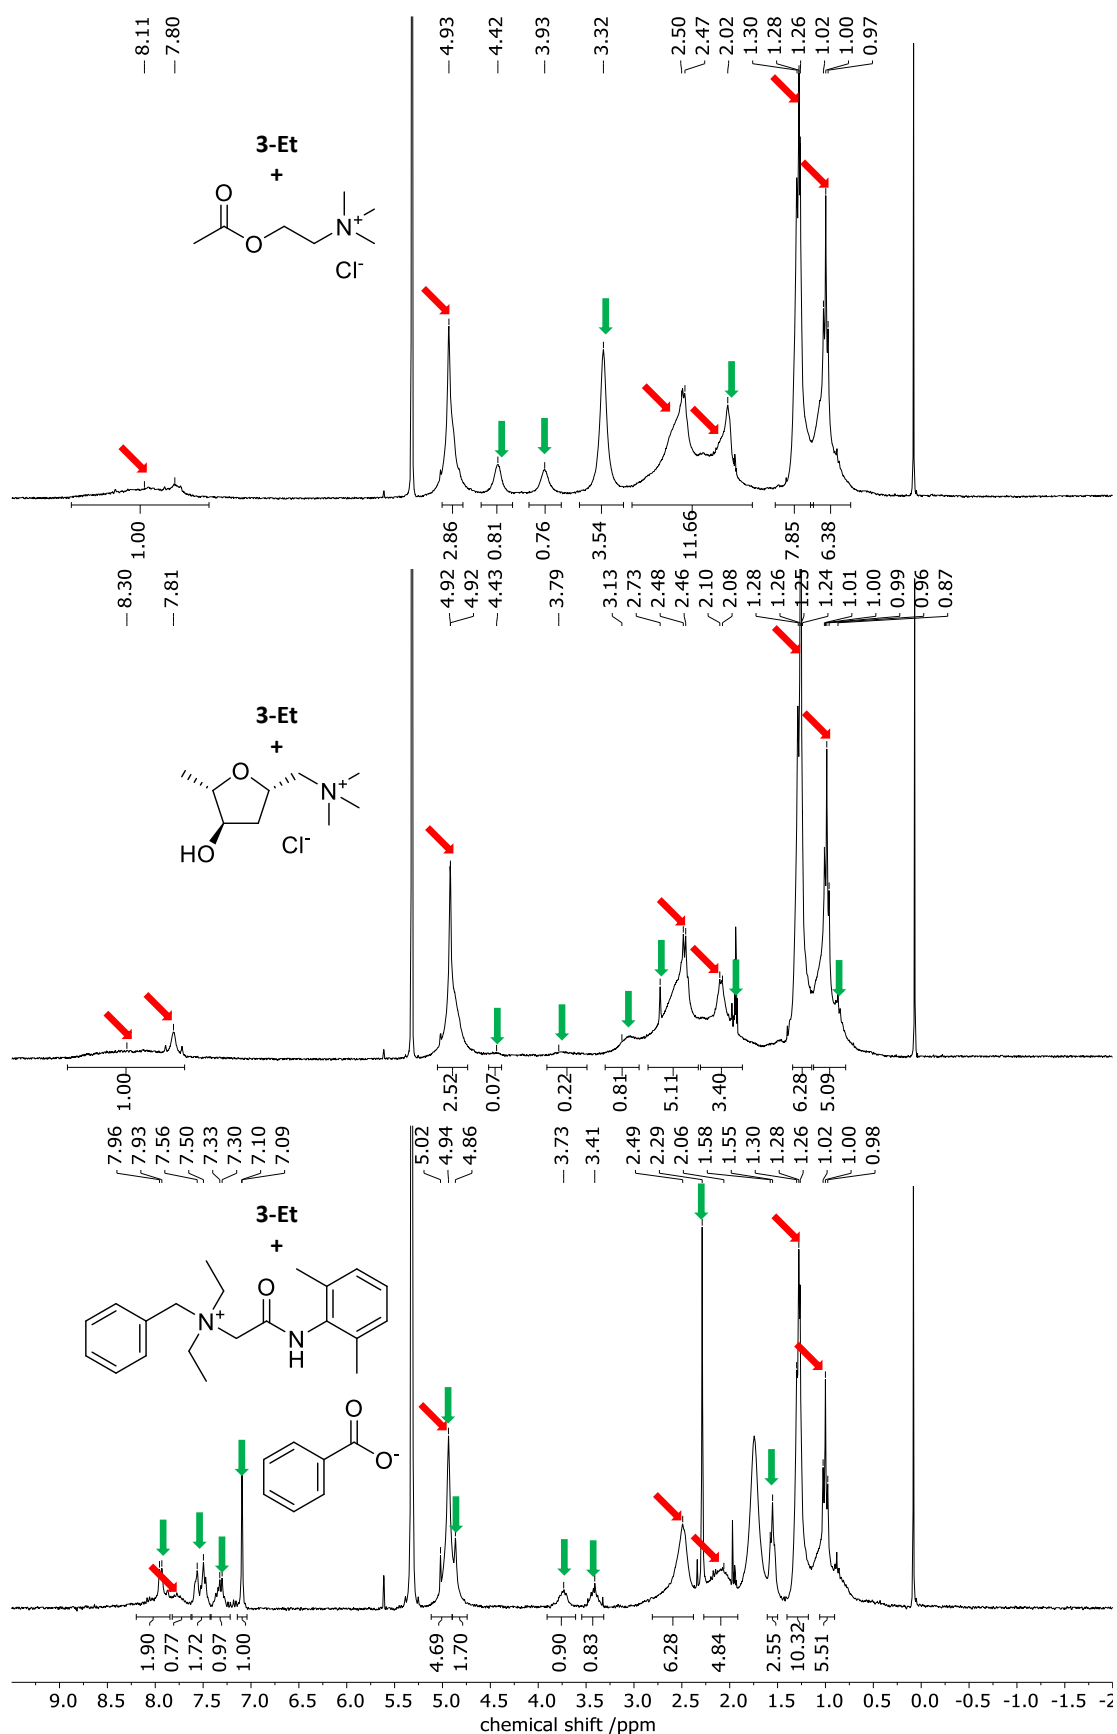 8.11 7.80 4.93 4.42 3.93 3.32 2.50 2.47 2.02 1.30 1.28 1.26 1.02 1.00 0.97
3-Et
+
O
O
N+
Cl-
1.00 2.86 0.81 0.76 3.54 11.66 7.85 6.38
8.30 7.81 4.92 4.92 4.43 3.79 3.13 2.73 2.48 2.46 2.10 2.08 1.28 1.26 1.25 1.24 1.01 1.00 0.99 0.96 0.87
3-Et
+
O
N+
HO
Cl-
1.00 2.52 0.07 0.22 0.81 5.11 3.40 6.28 5.09
7.96 7.93 7.56 7.50 7.33 7.30 7.10 7.09 5.02 4.94 4.86 3.73 3.41 2.49 2.29 2.06 1.58 1.55 1.30 1.28 1.26 1.02 1.00 0.98
3-Et
+
O
N+
N
H
O
O-
1.90 0.77 1.72 0.97 1.00 4.69 1.70 0.90 0.83 6.28 4.84 2.55 10.32 5.51
9.0 8.5 8.0 7.5 7.0 6.5 6.0 5.5 5.0 4.5 4.0 3.5 3.0 2.5 2.0 1.5 1.0 0.5 0.0 -0.5 -1.0 -1.5 -2
chemical shift /ppm